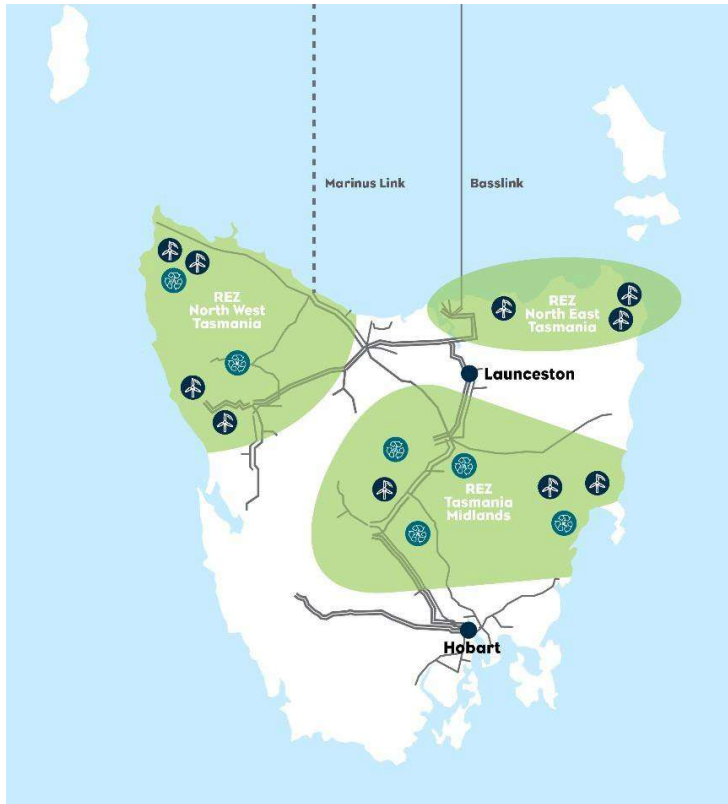 Marinus Link
Basslink
REZ
North West
Tasmania
REZ
North East
Tasmania
Launceston
REZ
Tasmania
Midlands
Hobart